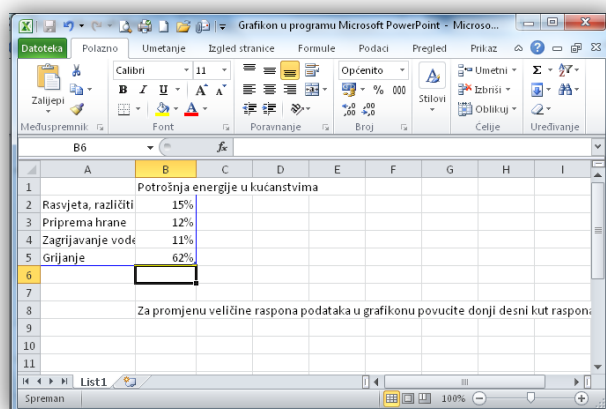 Grafikon u programu Microsoft PowerPoint - Microso...
Datoteka Polazno Umetanje Izgled stranice Formule Podaci Pregled Prikaz
Zalijepi
Calibri 11
B I U A A
A
Općenito
% 000
Stilovi
Umetni
Izbriši
Oblikuj
Σ
Međuspremnik Font Poravnanje Broj Ćelije Uređivanje
B6 fx
A B C D E F G H I
1 Potrošnja energije u kućanstvima
2 Rasvjeta, različiti 15%
3 Priprema hrane 12%
4 Zagrijavanje vode 11%
5 Grijanje 62%
6
7
8 Za promjenu veličine raspona podataka u grafikonu povucite donji desni kut raspona
9
10
11
List1
Spreman 100%